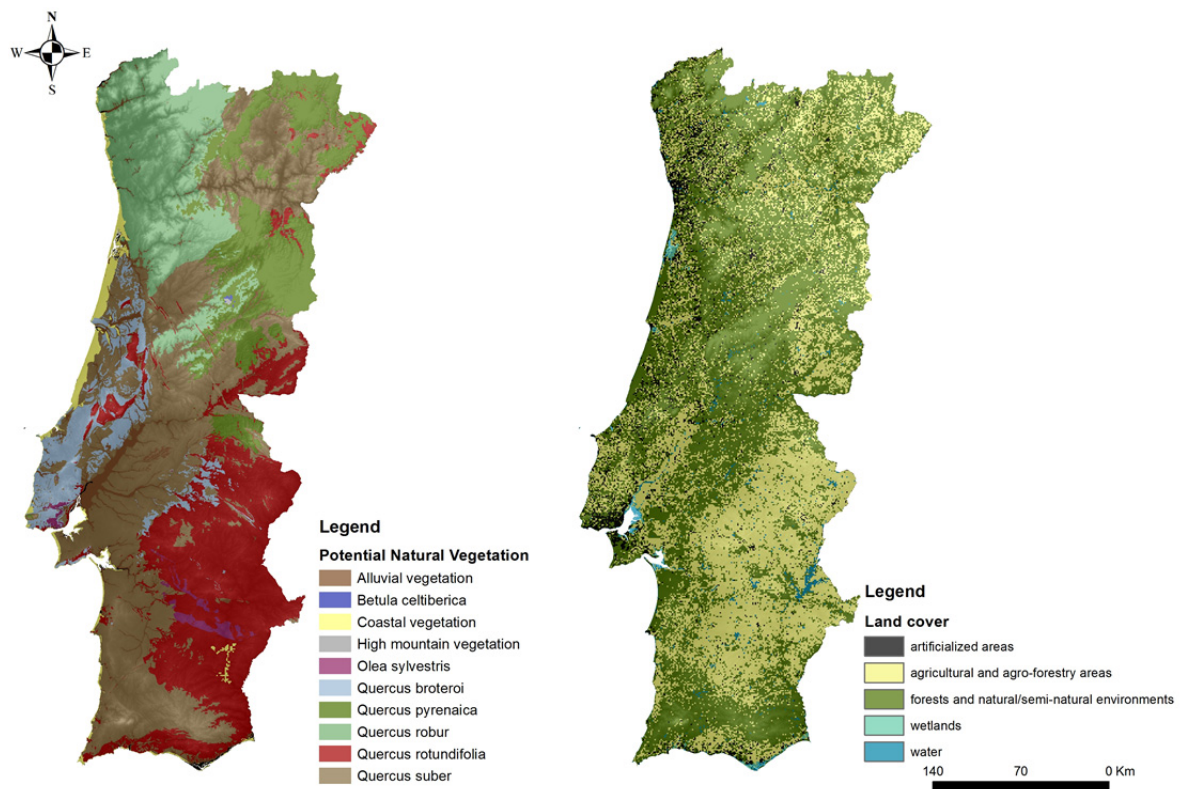 N
W E
S
Legend
Potential Natural Vegetation
Alluvial vegetation
Betula celtiberica
Coastal vegetation
High mountain vegetation
Olea sylvestris
Quercus broteroi
Quercus pyrenaica
Quercus robur
Quercus rotundifolia
Quercus suber
Legend
Land cover
artificialized areas
agricultural and agro-forestry areas
forests and natural/semi-natural environments
wetlands
water
140 70 0 Km